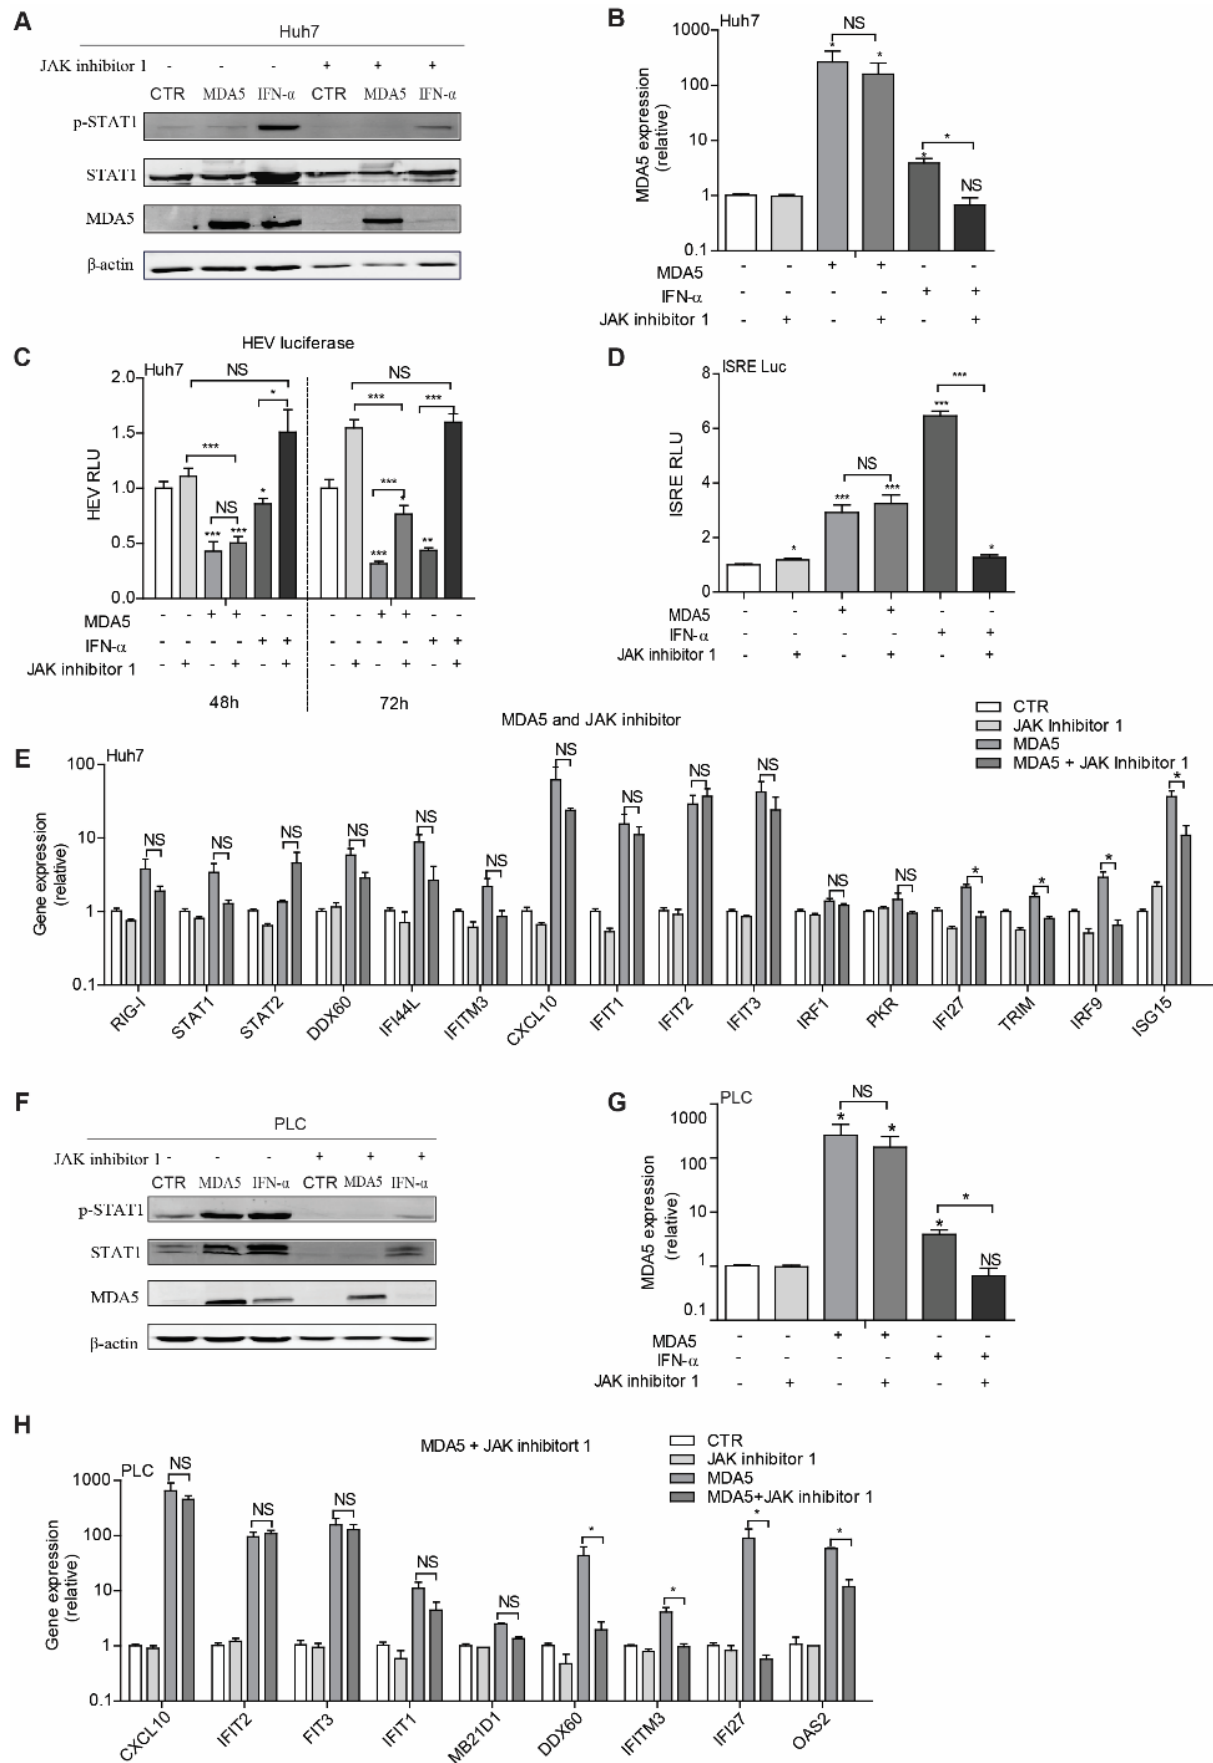 A
Huh7
JAK inhibitor 1 - - - + + +
CTR MDA5 IFN-α CTR MDA5 IFN-α
p-STAT1
STAT1
MDA5
β-actin
B
Huh7
MDA5 expression
(relative)
1000
100
10
1
0.1
* NS *
* * NS
MDA5 - - + + - -
IFN-α - - - - + +
JAK inhibitor 1 - + - + - +
C
HEV luciferase
Huh7
HEV RLU
2.0
1.5
1.0
0.5
0.0
NS NS
*** * *** ***
NS *** *
*** *** * *** * **
MDA5 - - + + - - - - + + - -
IFN-α - - - - + + - - - - + +
JAK inhibitor 1 - + - + - + - + - + - +
48h 72h
D
ISRE Luc
ISRE RLU
8
6
4
2
0
***
***
NS
* *** *** *
MDA5 - - + + - -
IFN-α - - - - + +
JAK inhibitor 1 - + - + - +
MDA5 and JAK inhibitor
CTR
JAK Inhibitor 1
MDA5
MDA5 + JAK Inhibitor 1
E
Huh7
Gene expression
(relative)
100
10
1
0.1
NS NS NS NS NS NS NS NS NS NS NS NS * * * *
RIG-I STAT1 STAT2 DDX60 IFI44L IFITM3 CXCL10 IFIT1 IFIT2 IFIT3 IRF1 PKR IFI27 TRIM IRF9 ISG15
F
PLC
JAK inhibitor 1 - - - + + +
CTR MDA5 IFN-α CTR MDA5 IFN-α
p-STAT1
STAT1
MDA5
β-actin
G
PLC
MDA5 expression
(relative)
1000
100
10
1
0.1
NS
* *
*
* NS
MDA5 - - + + - -
IFN-α - - - - + +
JAK inhibitor 1 - + - + - +
H
MDA5 + JAK inhibitort 1
CTR
JAK inhibitor 1
MDA5
MDA5+JAK inhibitor 1
PLC
Gene expression
(relative)
1000
100
10
1
0.1
NS NS NS NS NS * * * *
CXCL10 IFIT2 FIT3 IFIT1 MB21D1 DDX60 IFITM3 IFI27 OAS2